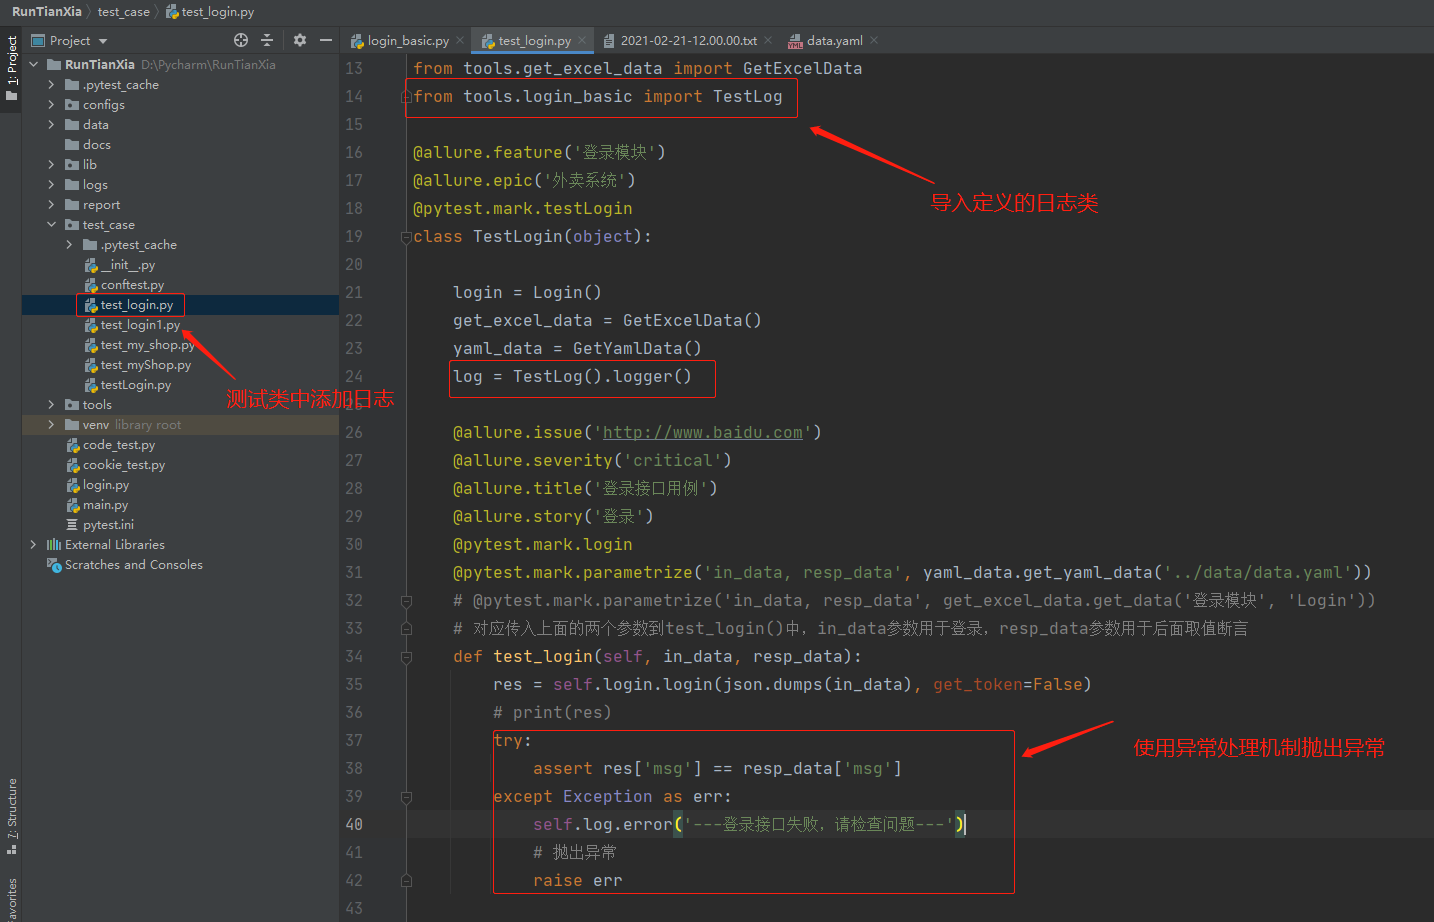 RunTianXia
test_case
test_login.py
Project
login_basic.py
test_login.py
2021-02-21-12.00.00.txt
data.yaml
1: Project
7: Structure
avorites
RunTianXia D:\Pycharm\RunTianXia
.pytest_cache
configs
data
docs
lib
logs
report
test_case
.pytest_cache
__init__.py
conftest.py
test_login.py
test_login1.py
test_my_shop.py
test_myShop.py
testLogin.py
tools
venv library root
code_test.py
cookie_test.py
login.py
main.py
pytest.ini
External Libraries
Scratches and Consoles
测试类中添加日志
13 from tools.get_excel_data import GetExcelData
14 from tools.login_basic import TestLog
15
16 @allure.feature('登录模块')
17 @allure.epic('外卖系统')
18 @pytest.mark.testLogin
导入定义的日志类
19 class TestLogin(object):
20
21 login = Login()
22 get_excel_data = GetExcelData()
23 yaml_data = GetYamlData()
24 log = TestLog().logger()
26 @allure.issue('http://www.baidu.com')
27 @allure.severity('critical')
28 @allure.title('登录接口用例')
29 @allure.story('登录')
30 @pytest.mark.login
31 @pytest.mark.parametrize('in_data, resp_data', yaml_data.get_yaml_data('../data/data.yaml'))
32 # @pytest.mark.parametrize('in_data, resp_data', get_excel_data.get_data('登录模块', 'Login'))
33 # 对应传入上面的两个参数到test_login()中，in_data参数用于登录，resp_data参数用于后面取值断言
34 def test_login(self, in_data, resp_data):
35 res = self.login.login(json.dumps(in_data), get_token=False)
36 # print(res)
37 try:
使用异常处理机制抛出异常
38 assert res['msg'] == resp_data['msg']
39 except Exception as err:
40 self.log.error('---登录接口失败，请检查问题---')
41 # 抛出异常
42 raise err
43